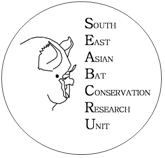 SOUTH
EAST
ASIAN
BAT
CONSERVATION
RESEARCH
UNIT